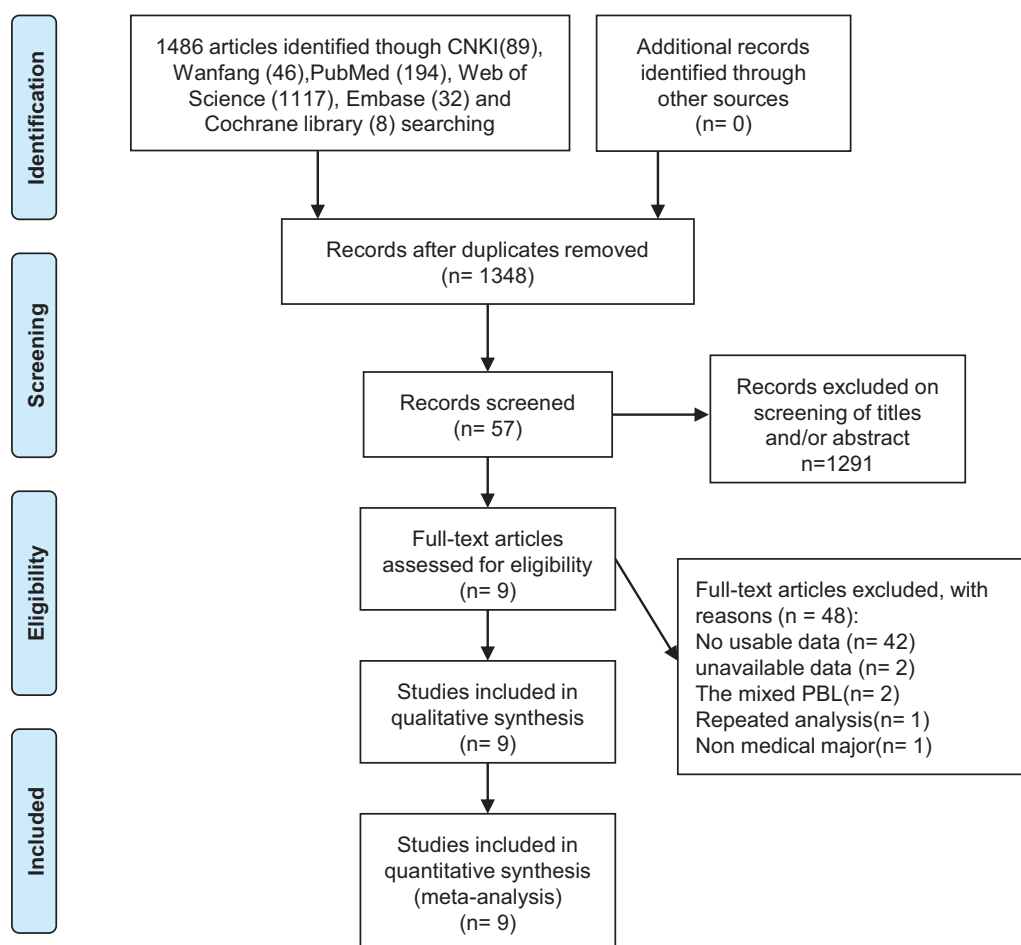 Identification
1486 articles identified though CNKI(89),
Wanfang (46),PubMed (194), Web
of Science (1117), Embase (32) and
Cochrane library (8) searching
Additional records
identified through
other sources
(n= 0)
Records after duplicates removed
(n= 1348)
Screening
Records screened
(n= 57)
Records excluded on
screening of titles
and/or abstract
n=1291
Eligibility
Full-text articles
assessed for eligibility
(n= 9)
Full-text articles excluded, with
reasons (n = 48):
No usable data (n= 42)
unavailable data (n= 2)
The mixed PBL(n= 2)
Repeated analysis(n= 1)
Non medical major(n= 1)
Studies included in
qualitative synthesis
(n= 9)
Included
Studies included in
quantitative synthesis
(meta-analysis)
(n= 9)